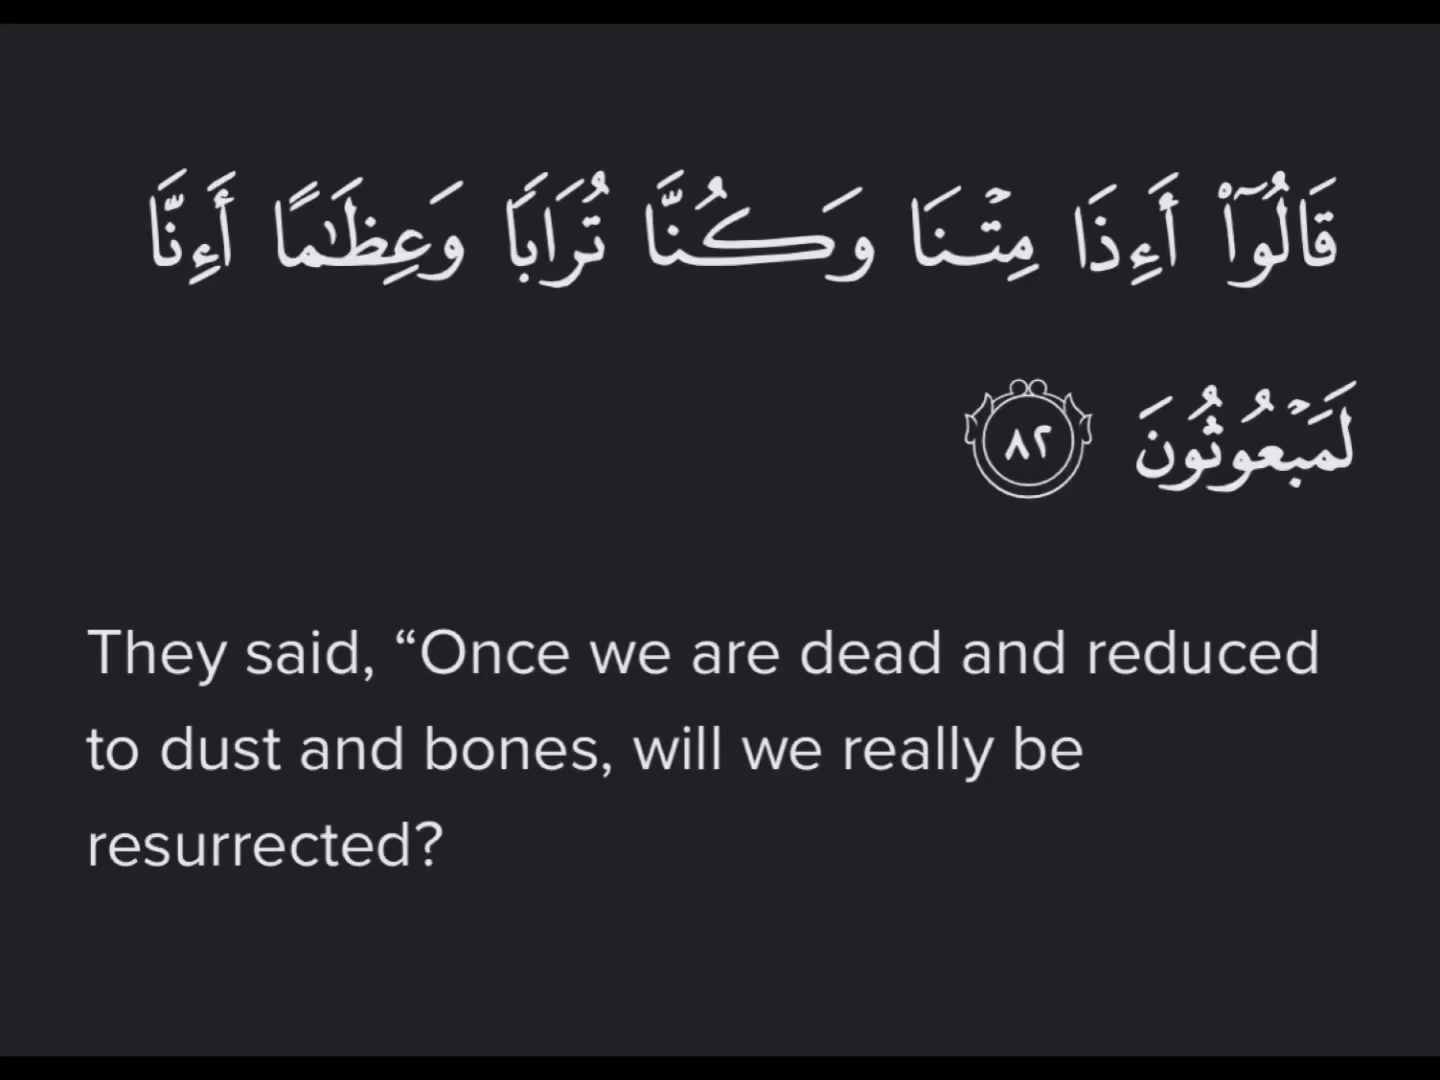 قَالُوٓا۟ أَءِذَا مِتْنَا وَكُنَّا تُرَابًا وَعِظَـٰمًا أَءِنَّا
لَمَبْعُوثُونَ ٨٢
They said, “Once we are dead and reduced
to dust and bones, will we really be
resurrected?